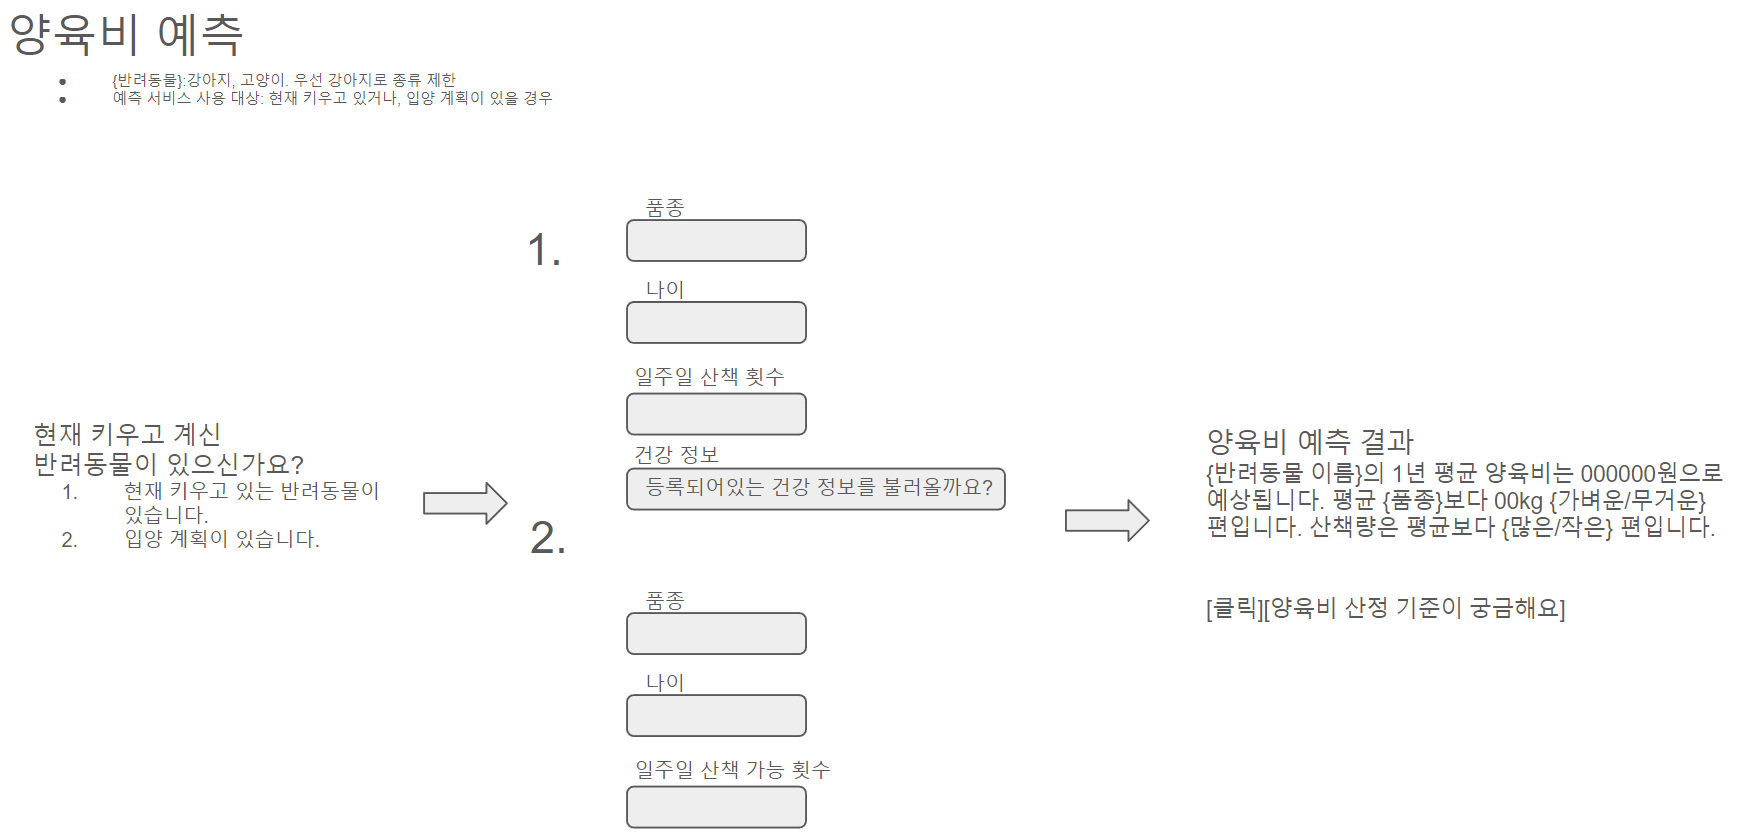 양육비 예측
● {반려동물}:강아지, 고양이. 우선 강아지로 종류 제한
● 예측 서비스 사용 대상: 현재 키우고 있거나, 입양 계획이 있을 경우
현재 키우고 계신
반려동물이 있으신가요?
1. 현재 키우고 있는 반려동물이
있습니다.
2. 입양 계획이 있습니다.
1.
품종
나이
일주일 산책 횟수
건강 정보
등록되어있는 건강 정보를 불러올까요?
2.
품종
나이
일주일 산책 가능 횟수
양육비 예측 결과
{반려동물 이름}의 1년 평균 양육비는 000000원으로
예상됩니다. 평균 {품종}보다 00kg {가벼운/무거운}
편입니다. 산책량은 평균보다 {많은/작은} 편입니다.
[클릭][양육비 산정 기준이 궁금해요]